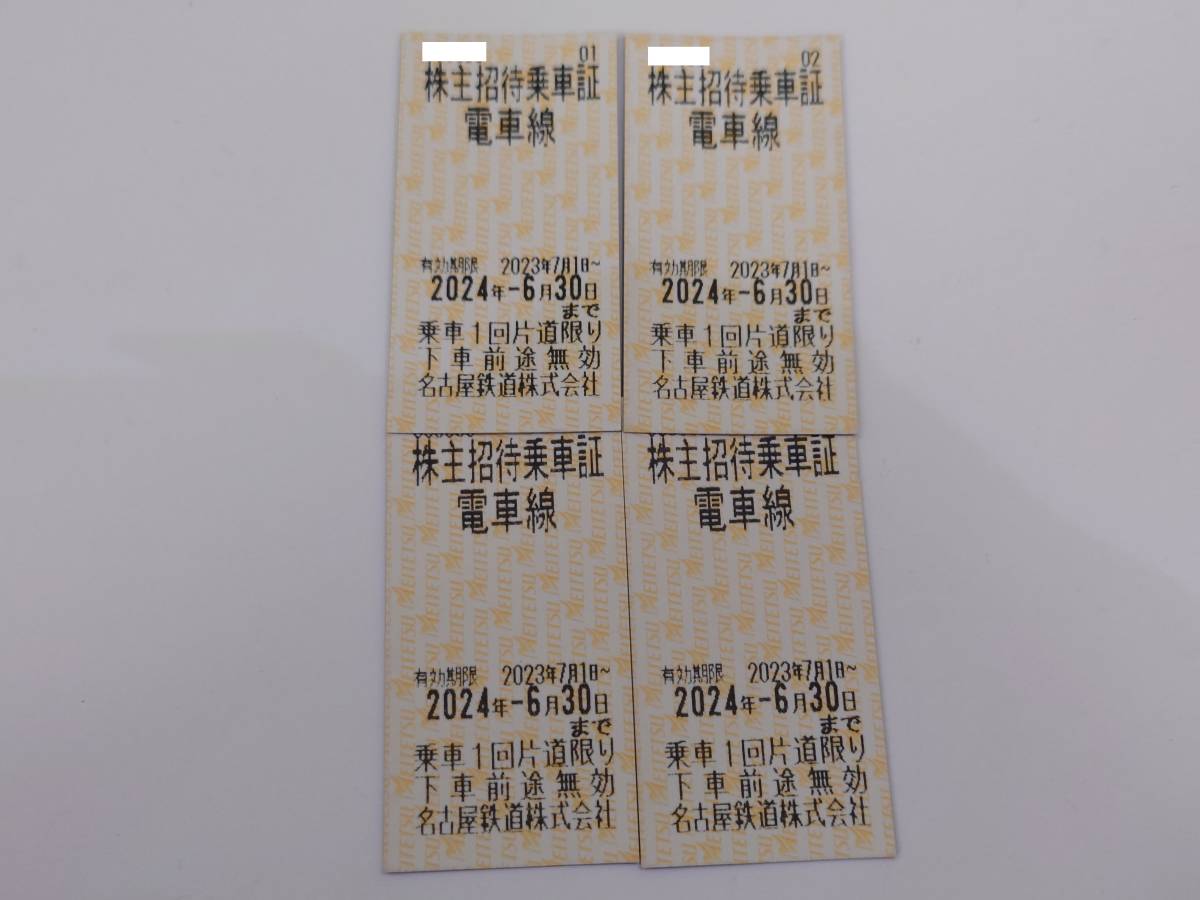 01
株主招待乗車証
電車線
有効期限 2023年7月1日~
2024年-6月30日
まで
乗車1回片道限り
下車前途無効
名古屋鉄道株式会社
02
株主招待乗車証
電車線
有効期限 2023年7月1日~
2024年-6月30日
まで
乗車1回片道限り
下車前途無効
名古屋鉄道株式会社
株主招待乗車証
電車線
有効期限 2023年7月1日~
2024年-6月30日
まで
乗車1回片道限り
下車前途無効
名古屋鉄道株式会社
株主招待乗車証
電車線
有効期限 2023年7月1日~
2024年-6月30日
まで
乗車1回片道限り
下車前途無効
名古屋鉄道株式会社